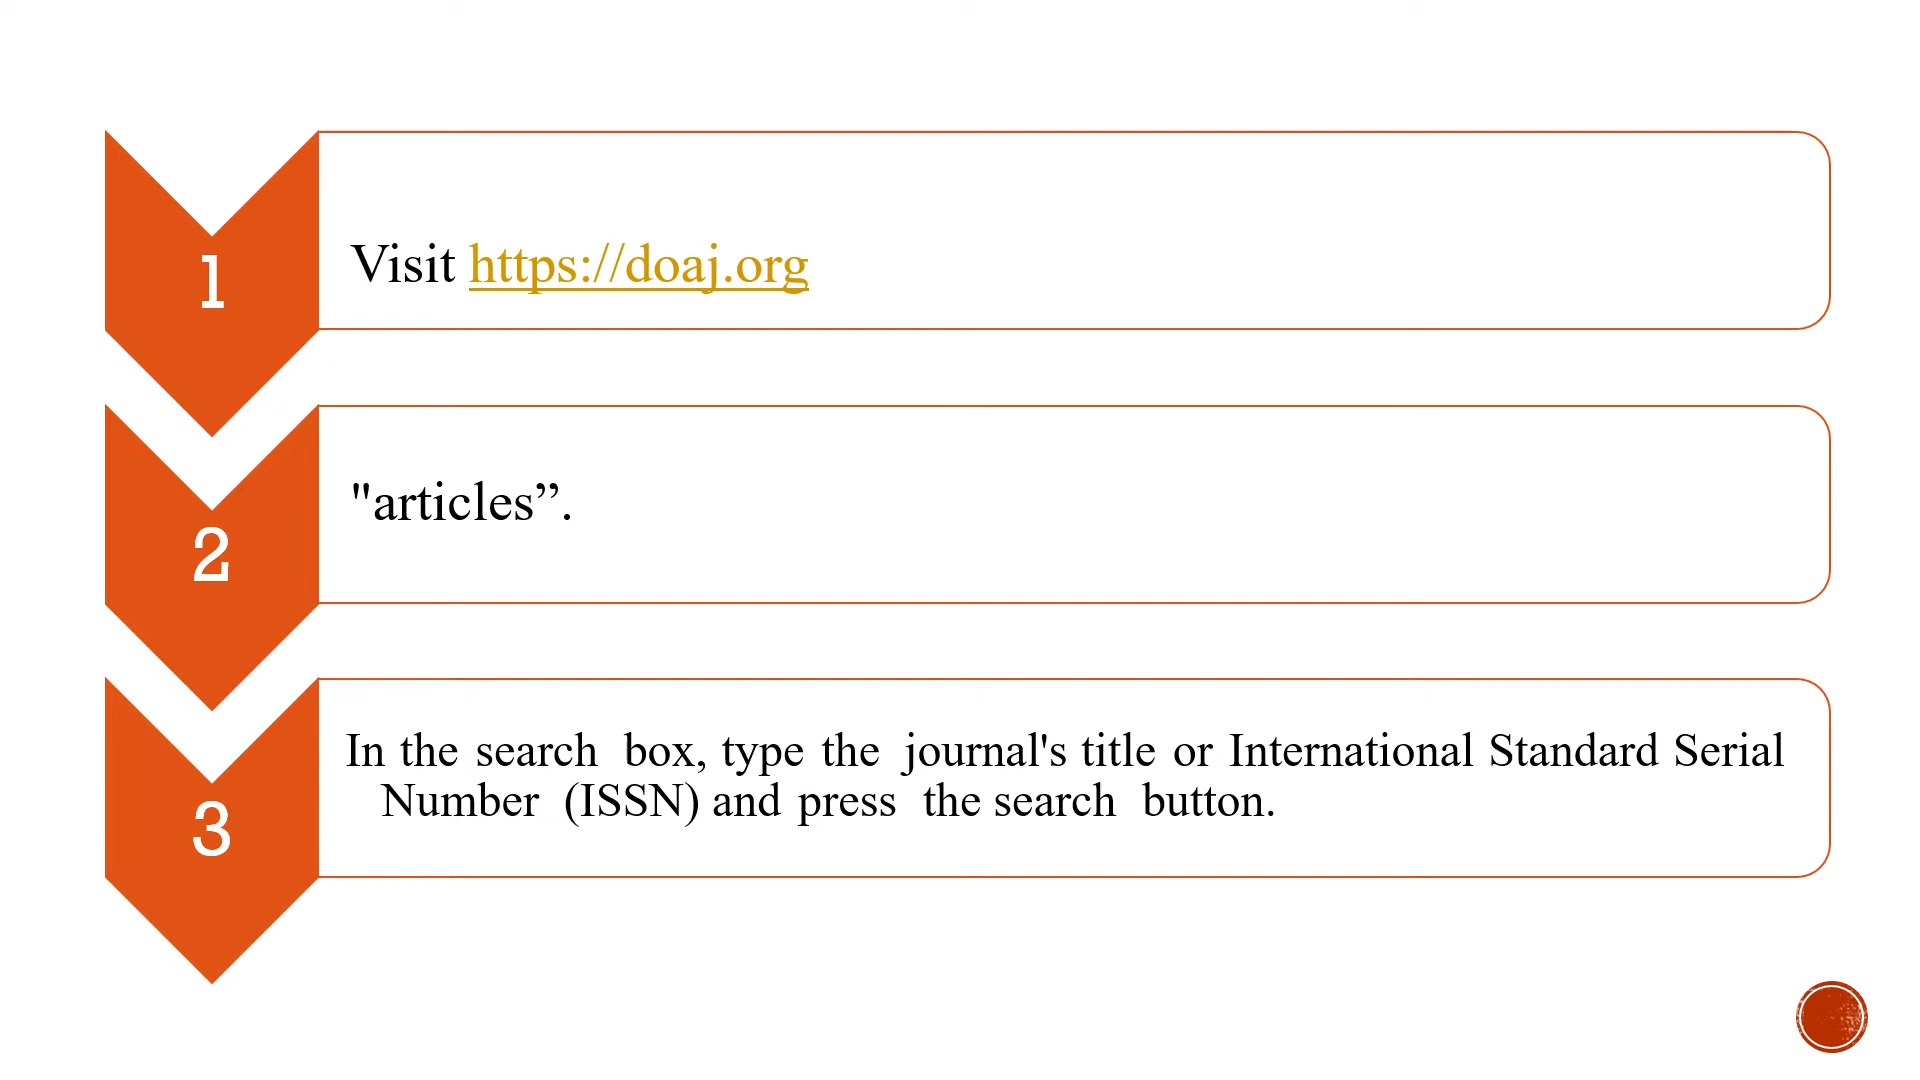 1
Visit https://doaj.org
2
"articles”.
3
In the search box, type the journal's title or International Standard Serial
Number (ISSN) and press the search button.